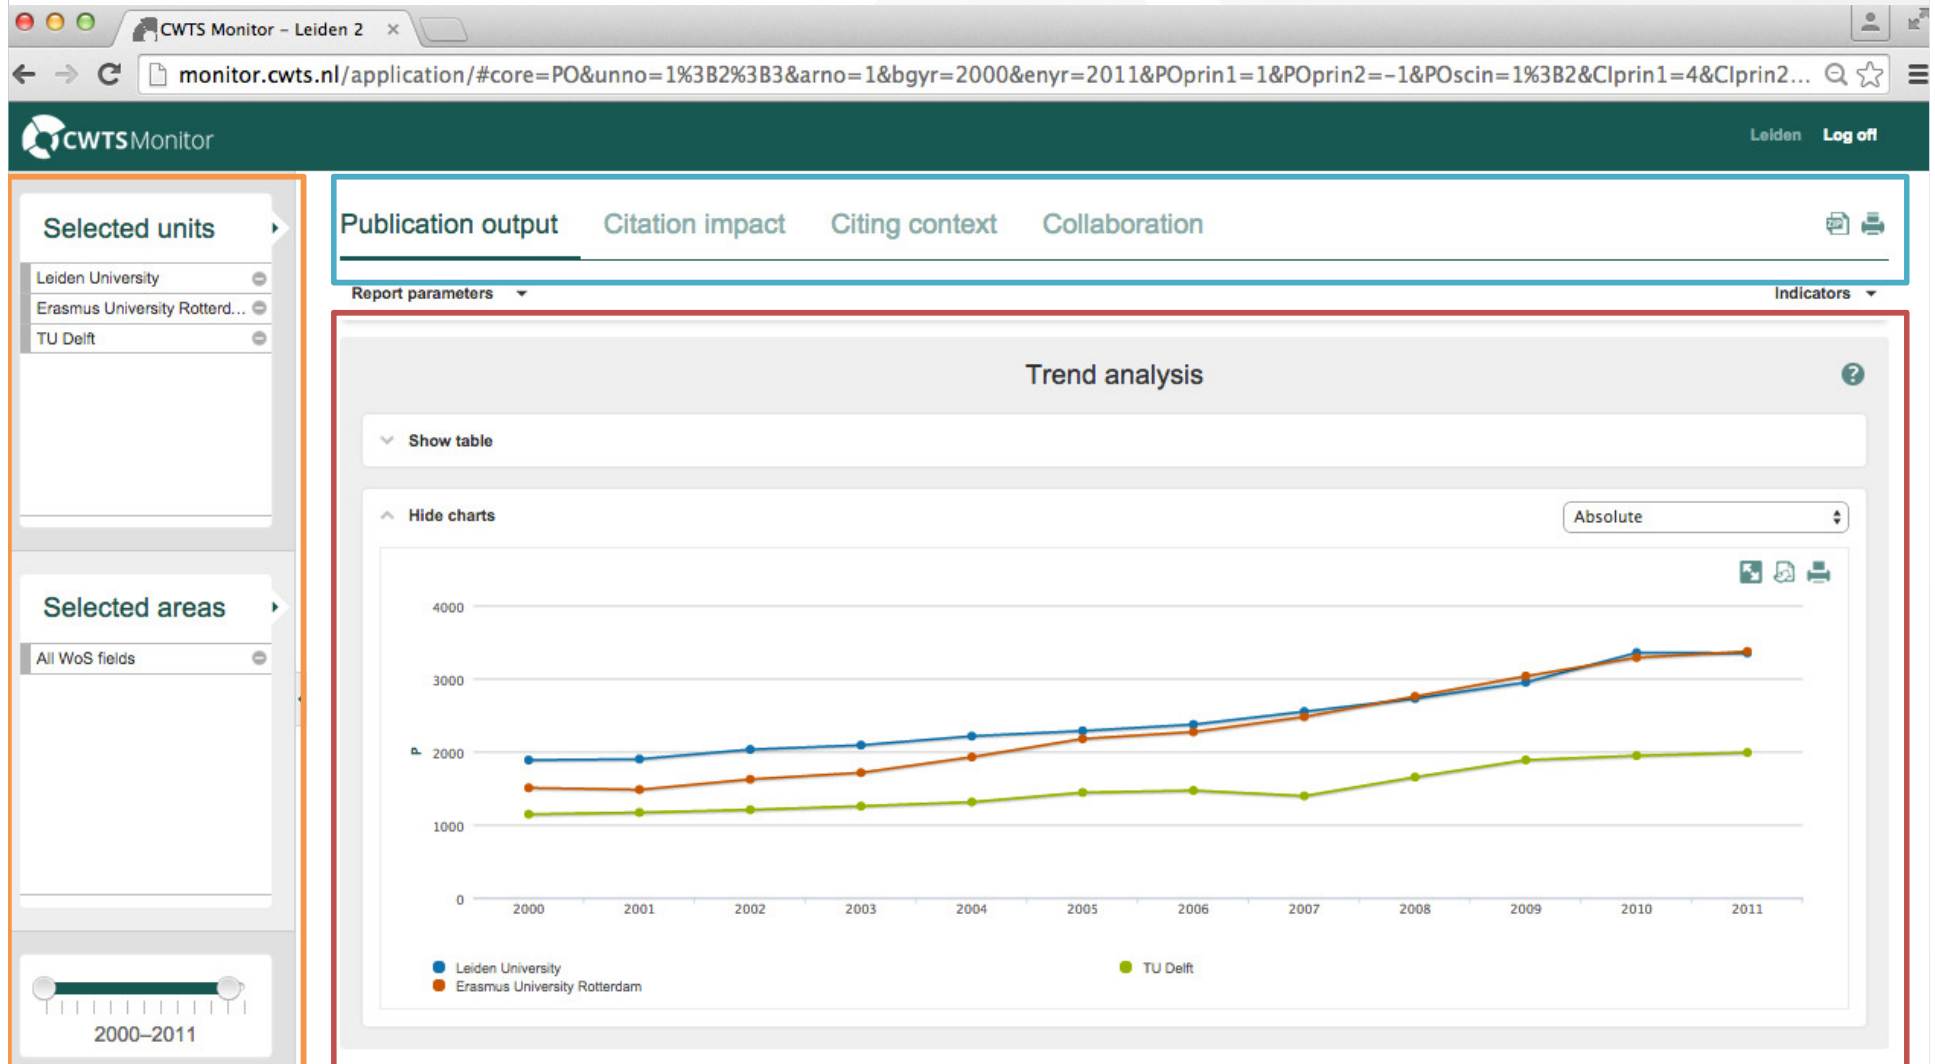 CWTS Monitor – Leiden 2 ×
monitor.cwts.nl/application/#core=PO&unno=1%3B2%3B3&arno=1&bgyr=2000&enyr=2011&POprin1=1&POprin2=–1&POscin=1%3B2&CIprin1=4&CIprin2...
CWTSMonitor
Leiden Log off
Selected units
Leiden University
Erasmus University Rotterd...
TU Delft
Selected areas
All WoS fields
2000–2011
Publication output Citation impact Citing context Collaboration
ZIP
Report parameters
Indicators
Trend analysis
?
Show table
Hide charts
Absolute
4000
3000
2000
1000
0
P
2000 2001 2002 2003 2004 2005 2006 2007 2008 2009 2010 2011
Leiden University
Erasmus University Rotterdam
TU Delft